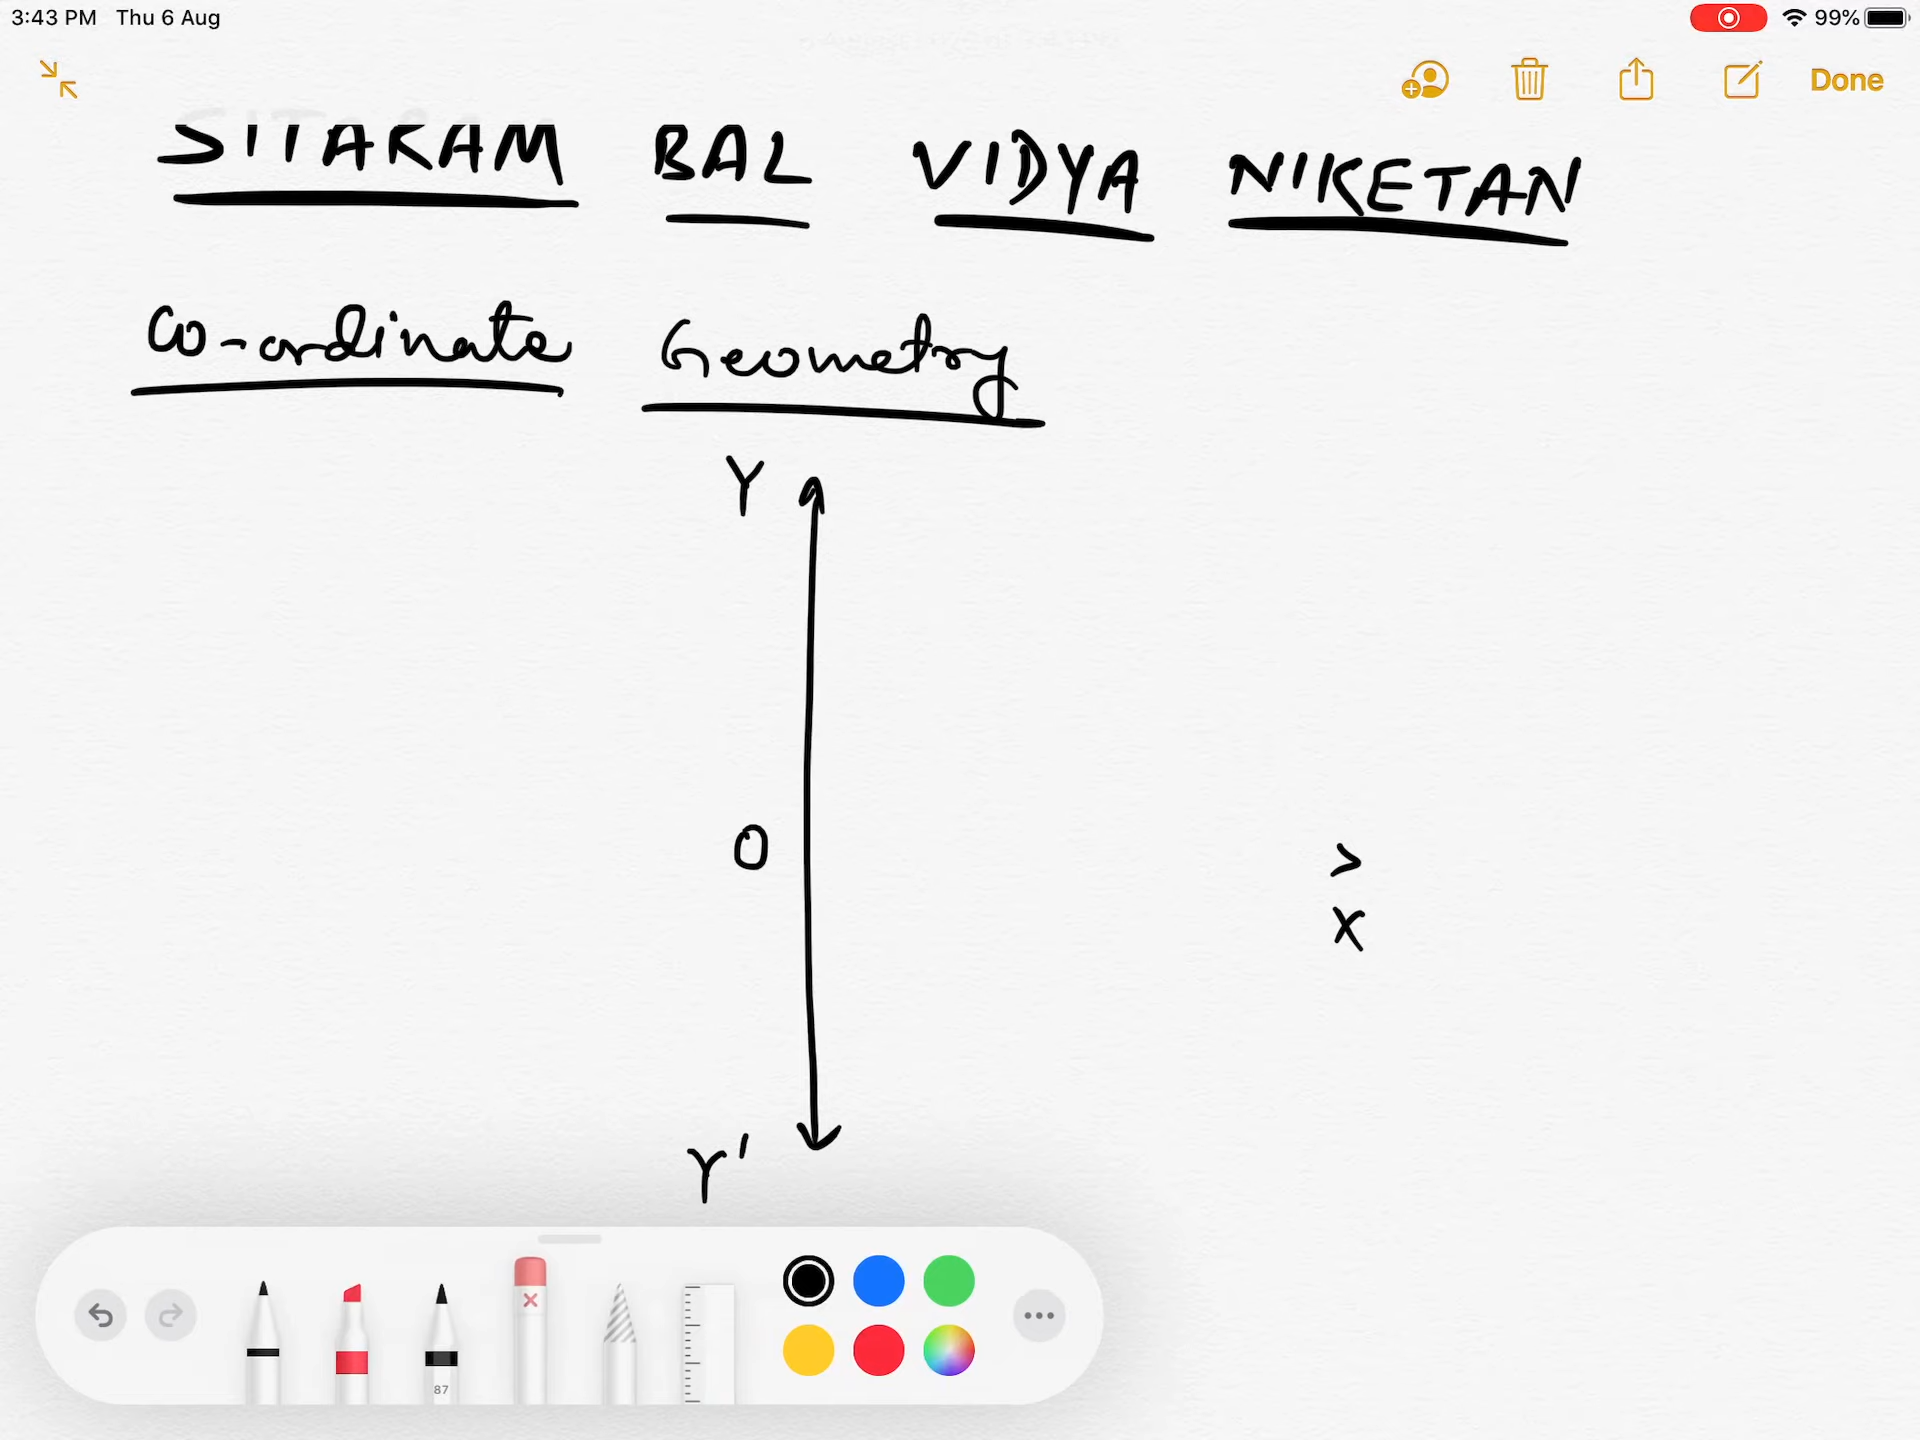 3:43 PM Thu 6 Aug 99%
Done
SITARAM BAL VIDYA NIKETAN
Co-ordinate Geometry
Y
O
>
X
Y'
87